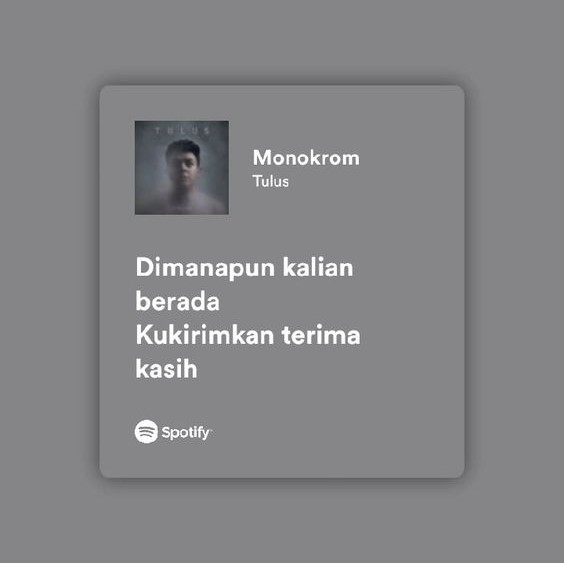 TULUS
Monokrom
Tulus
Dimanapun kalian
berada
Kukirimkan terima
kasih
Spotify